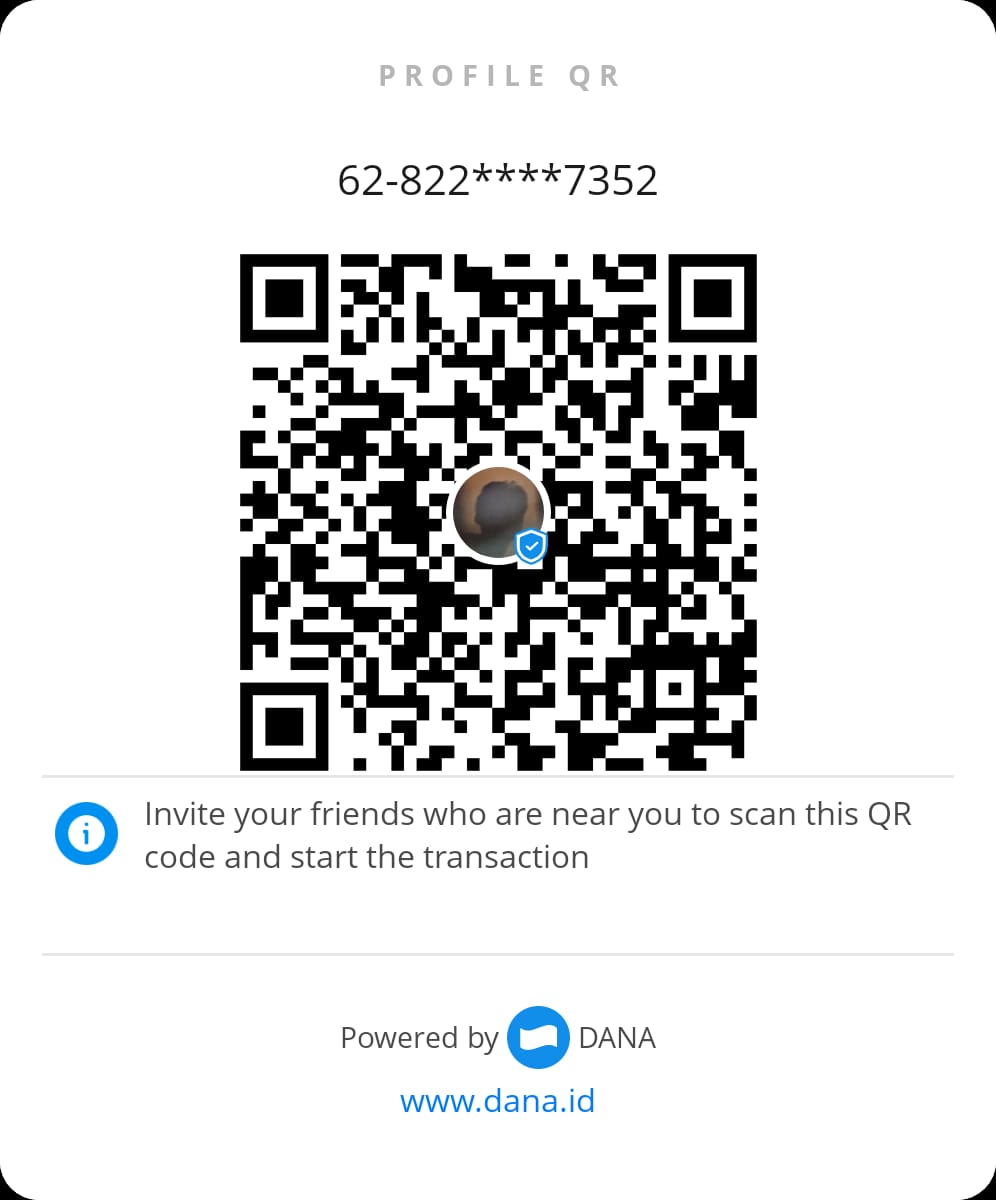 PROFILE QR
62-822****7352
Invite your friends who are near you to scan this QR
code and start the transaction
Powered by DANA
www.dana.id